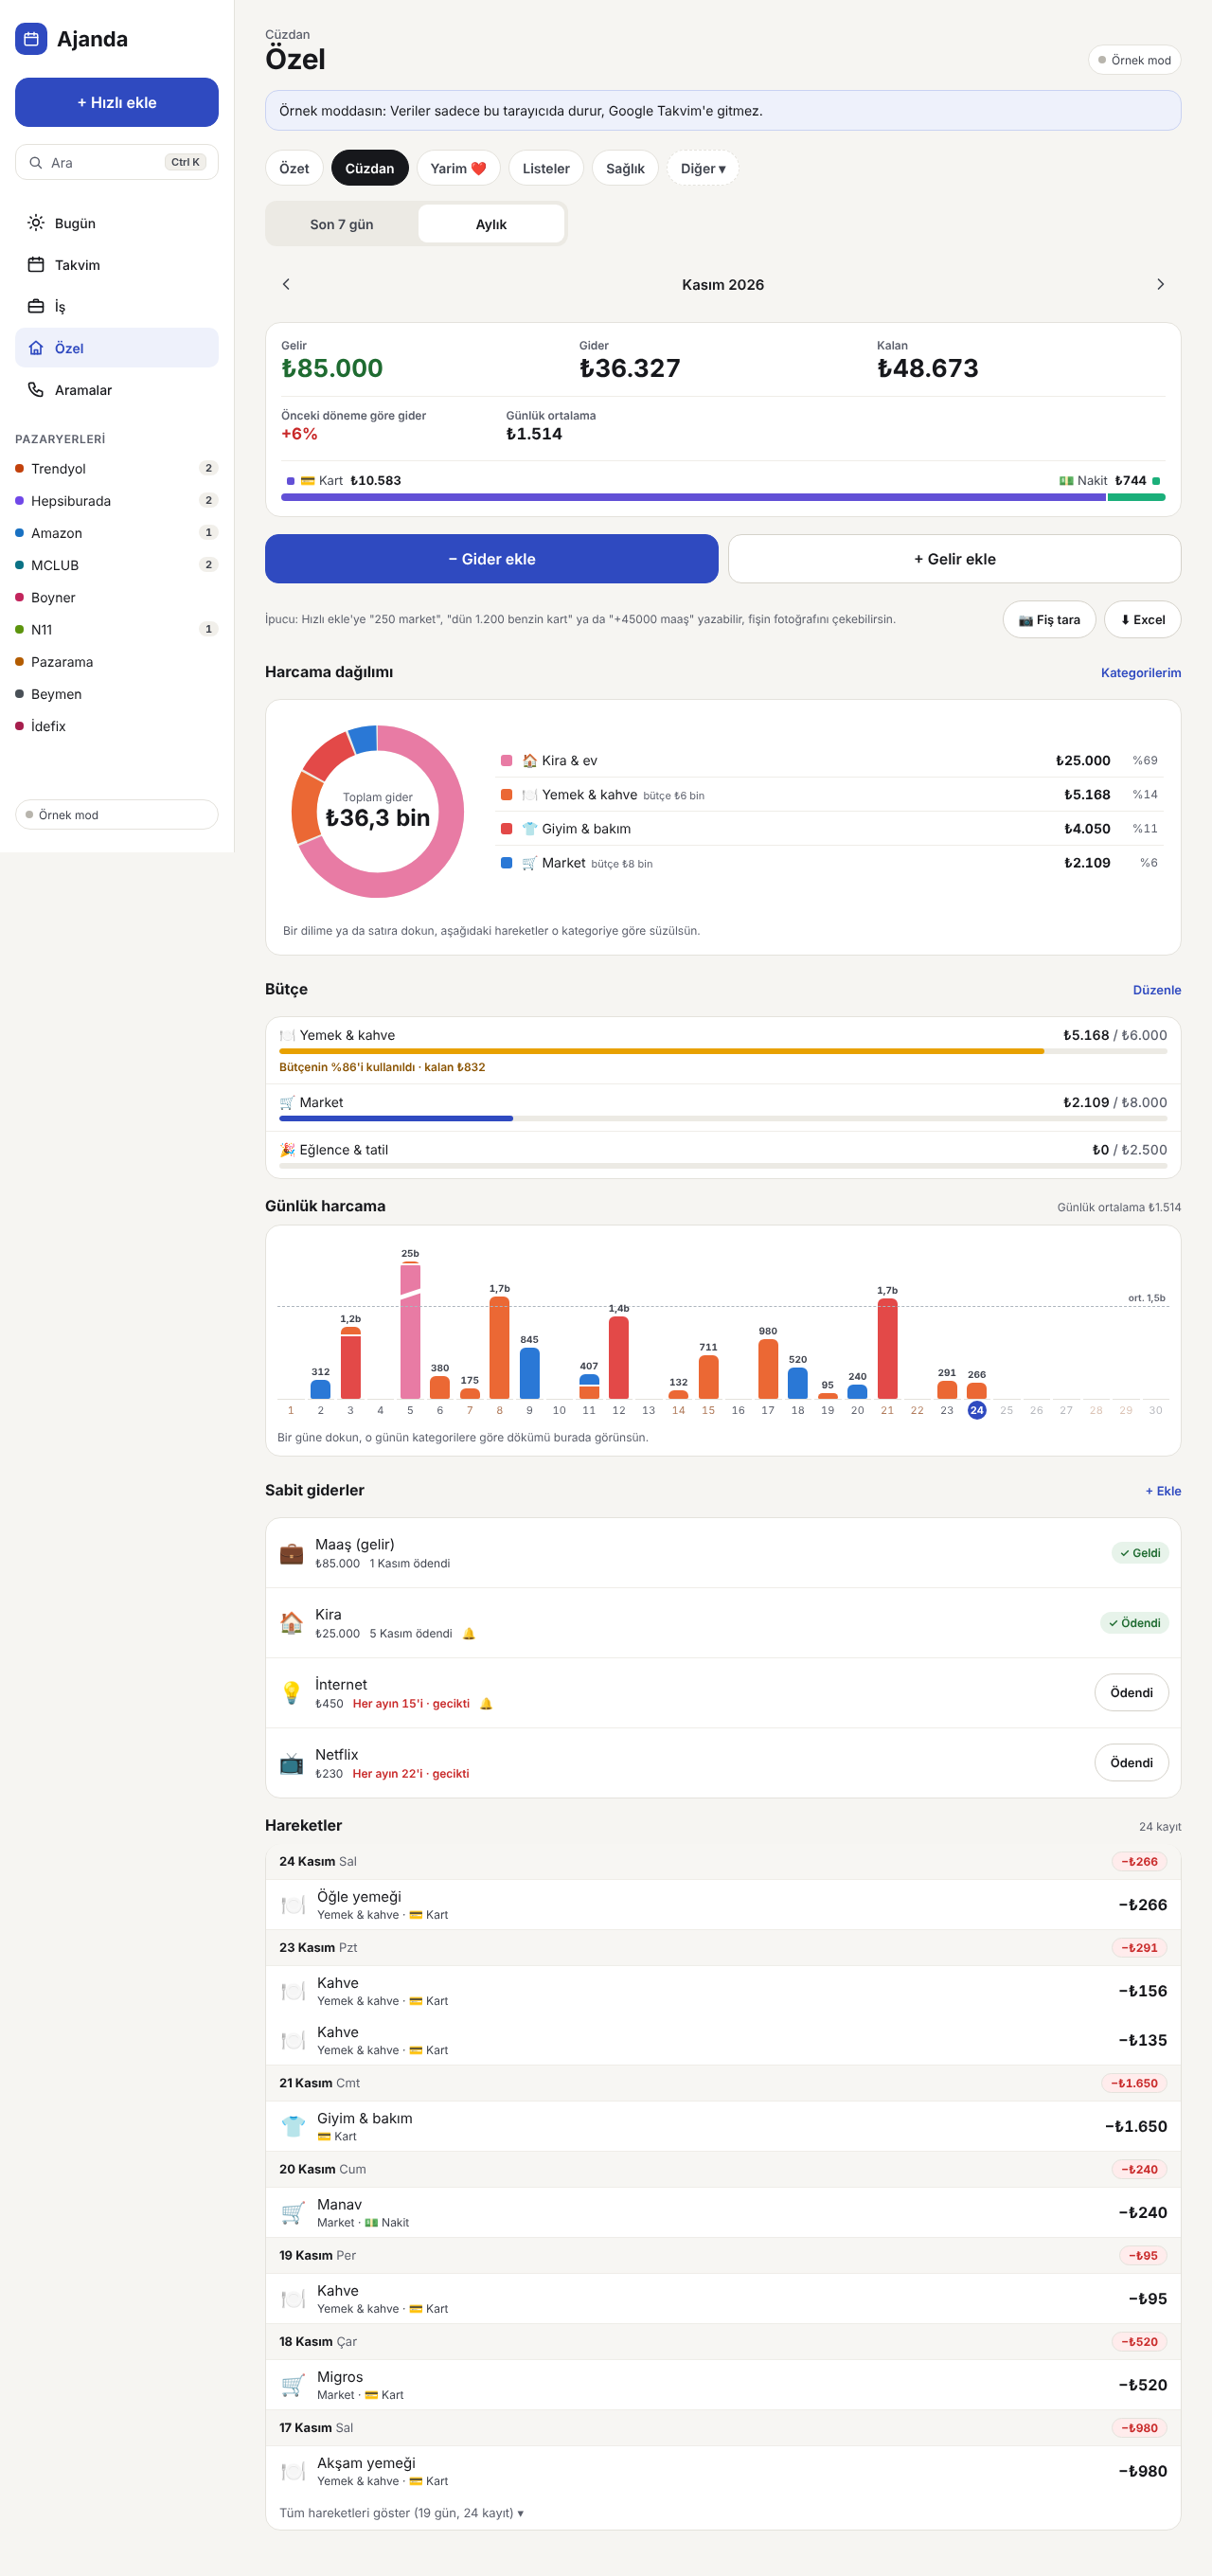 Ajanda
+ Hızlı ekle
Ara Ctrl K
Bugün
Takvim
İş
Özel
Aramalar
PAZARYERLERİ
Trendyol 2
Hepsiburada 2
Amazon 1
MCLUB 2
Boyner
N11 1
Pazarama
Beymen
İdefix
Örnek mod
Cüzdan
Özel
Örnek mod
Örnek moddasın: Veriler sadece bu tarayıcıda durur, Google Takvim'e gitmez.
Özet Cüzdan Yarim ❤️ Listeler Sağlık Diğer ▾
Son 7 gün Aylık
Kasım 2026
Gelir Gider Kalan
₺85.000 ₺36.327 ₺48.673
Önceki döneme göre gider Günlük ortalama
+6% ₺1.514
💳 Kart ₺10.583 💵 Nakit ₺744
− Gider ekle + Gelir ekle
İpucu: Hızlı ekle'ye "250 market", "dün 1.200 benzin kart" ya da "+45000 maaş" yazabilir, fişin fotoğrafını çekebilirsin.
📷 Fiş tara ⬇ Excel
Harcama dağılımı Kategorilerim
Toplam gider
₺36,3 bin
🏠 Kira & ev ₺25.000 %69
🍽️ Yemek & kahve bütçe ₺6 bin ₺5.168 %14
👕 Giyim & bakım ₺4.050 %11
🛒 Market bütçe ₺8 bin ₺2.109 %6
Bir dilime ya da satıra dokun, aşağıdaki hareketler o kategoriye göre süzülsün.
Bütçe Düzenle
🍽️ Yemek & kahve ₺5.168 / ₺6.000
Bütçenin %86'i kullanıldı · kalan ₺832
🛒 Market ₺2.109 / ₺8.000
🎉 Eğlence & tatil ₺0 / ₺2.500
Günlük harcama Günlük ortalama ₺1.514
312 1,2b 25b 380 175 1,7b 845 407 1,4b 132 711 980 520 95 240 1,7b 291 266
ort. 1,5b
1 2 3 4 5 6 7 8 9 10 11 12 13 14 15 16 17 18 19 20 21 22 23 24 25 26 27 28 29 30
Bir güne dokun, o günün kategorilere göre dökümü burada görünsün.
Sabit giderler + Ekle
Maaş (gelir)
₺85.000 1 Kasım ödendi
✓ Geldi
Kira
₺25.000 5 Kasım ödendi 🔔
✓ Ödendi
İnternet
₺450 Her ayın 15'i · gecikti 🔔
Ödendi
Netflix
₺230 Her ayın 22'i · gecikti
Ödendi
Hareketler 24 kayıt
24 Kasım Sal −₺266
Öğle yemeği
Yemek & kahve · 💳 Kart
−₺266
23 Kasım Pzt −₺291
Kahve
Yemek & kahve · 💳 Kart
−₺156
Kahve
Yemek & kahve · 💳 Kart
−₺135
21 Kasım Cmt −₺1.650
Giyim & bakım
💳 Kart
−₺1.650
20 Kasım Cum −₺240
Manav
Market · 💵 Nakit
−₺240
19 Kasım Per −₺95
Kahve
Yemek & kahve · 💳 Kart
−₺95
18 Kasım Çar −₺520
Migros
Market · 💳 Kart
−₺520
17 Kasım Sal −₺980
Akşam yemeği
Yemek & kahve · 💳 Kart
−₺980
Tüm hareketleri göster (19 gün, 24 kayıt) ▾